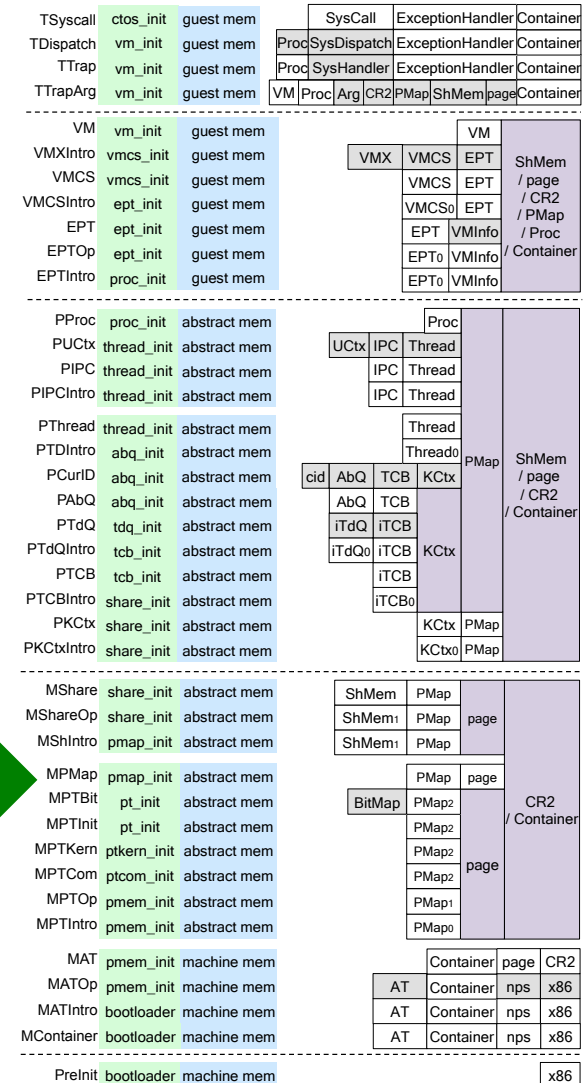 TSyscall ctos_init guest mem SysCall ExceptionHandler Container
TDispatch vm_init guest mem Proc SysDispatch ExceptionHandler Container
TTrap vm_init guest mem Proc SysHandler ExceptionHandler Container
TTrapArg vm_init guest mem VM Proc Arg CR2 PMap ShMem page Container
VM vm_init guest mem VM
VMXIntro vmcs_init guest mem VMX VMCS EPT ShMem
VMCS vmcs_init guest mem VMCS EPT / page
/ CR2
VMCSIntro ept_init guest mem VMCS0 EPT / PMap
EPT ept_init guest mem EPT VMInfo / Proc
EPTOp ept_init guest mem EPT0 VMInfo / Container
EPTIntro proc_init guest mem EPT0 VMInfo
PProc proc_init abstract mem Proc
PUCtx thread_init abstract mem UCtx IPC Thread
PIPC thread_init abstract mem IPC Thread
PIPCIntro thread_init abstract mem IPC Thread
PThread thread_init abstract mem Thread
PTDIntro abq_init abstract mem Thread0 PMap ShMem
PCurID abq_init abstract mem cid AbQ TCB KCtx / page
/ CR2
PAbQ abq_init abstract mem AbQ TCB / Container
PTdQ tdq_init abstract mem iTdQ iTCB
PTdQIntro tcb_init abstract mem iTdQ0 iTCB KCtx
PTCB tcb_init abstract mem iTCB
PTCBIntro share_init abstract mem iTCB0
PKCtx share_init abstract mem KCtx PMap
PKCtxIntro share_init abstract mem KCtx0 PMap
MShare share_init abstract mem ShMem PMap
MShareOp share_init abstract mem ShMem1 PMap page
MShIntro pmap_init abstract mem ShMem1 PMap
MPMap pmap_init abstract mem PMap page
MPTBit pt_init abstract mem BitMap PMap2 CR2
MPTInit pt_init abstract mem PMap2 / Container
MPTKern ptkern_init abstract mem PMap2
MPTCom ptcom_init abstract mem PMap2 page
MPTOp pmem_init abstract mem PMap1
MPTIntro pmem_init abstract mem PMap0
MAT pmem_init machine mem Container page CR2
MATOp pmem_init machine mem AT Container nps x86
MATIntro bootloader machine mem AT Container nps x86
MContainer bootloader machine mem AT Container nps x86
PreInit bootloader machine mem x86